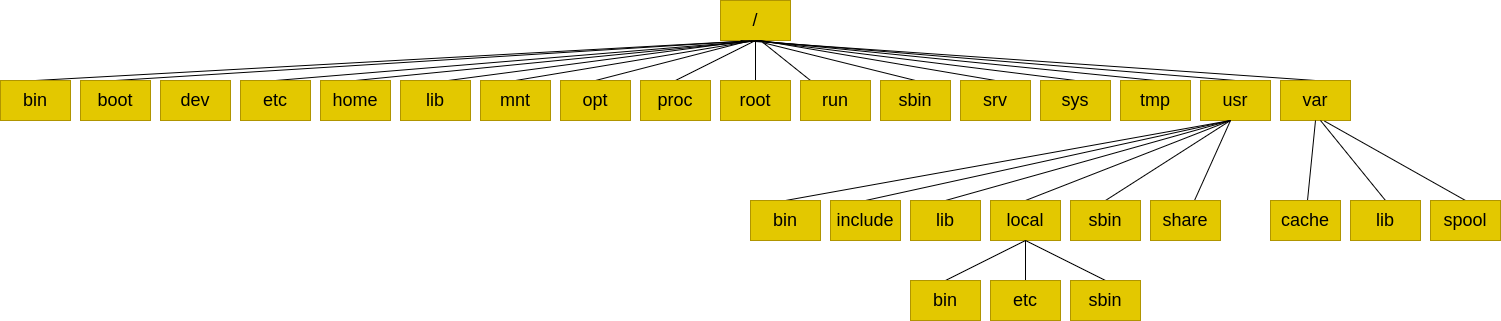 /
bin boot dev etc home lib mnt opt proc root run sbin srv sys tmp usr var
bin include lib local sbin share cache lib spool
bin etc sbin